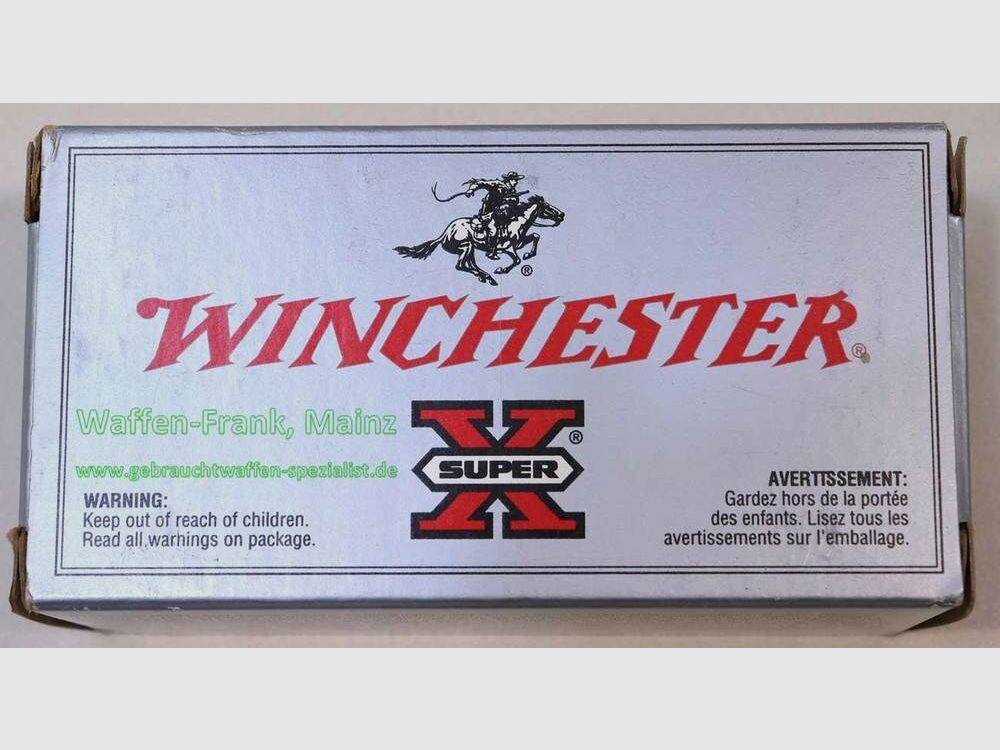 ®
WINCHESTER®
Waffen-Frank, Mainz
www.gebrauchtwaffen-spezialist.de
X ®
SUPER
WARNING:
Keep out of reach of children.
Read all warnings on package.
AVERTISSEMENT:
Gardez hors de la portée
des enfants. Lisez tous les
avertissements sur l'emballage.